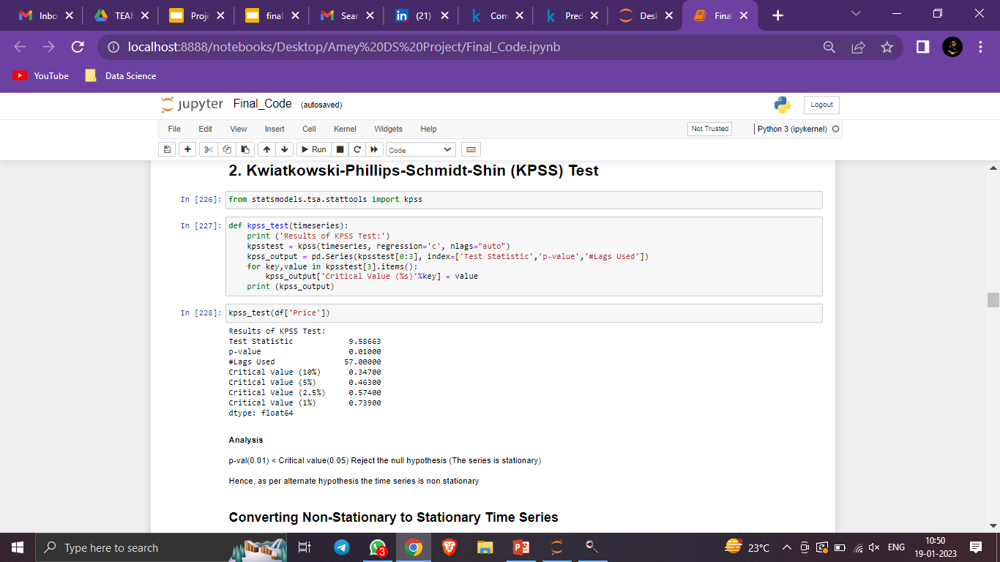 Inbo
TEAM
Proje
final
Sear
(21)
Com
Pred
Desk
Final
localhost:8888/notebooks/Desktop/Amey%20DS%20Project/Final_Code.ipynb
YouTube
Data Science
jupyter Final_Code (autosaved)
Logout
File Edit View Insert Cell Kernel Widgets Help
Not Trusted
Python 3 (ipykernel)
Run
Code
2. Kwiatkowski-Phillips-Schmidt-Shin (KPSS) Test
In [226]: from statsmodels.tsa.stattools import kpss
In [227]: def kpss_test(timeseries):
print ('Results of KPSS Test:')
kpsstest = kpss(timeseries, regression='c', nlags="auto")
kpss_output = pd.Series(kpsstest[0:3], index=['Test Statistic','p-value','#Lags Used'])
for key,value in kpsstest[3].items():
kpss_output['Critical Value (%s)'%key] = value
print (kpss_output)
In [228]: kpss_test(df['Price'])
Results of KPSS Test:
Test Statistic 9.58663
p-value 0.01000
#Lags Used 57.00000
Critical Value (10%) 0.34700
Critical Value (5%) 0.46300
Critical Value (2.5%) 0.57400
Critical Value (1%) 0.73900
dtype: float64
Analysis
p-val(0.01) < Critical value(0.05) Reject the null hypothesis (The series is stationary)
Hence, as per alternate hypothesis the time series is non stationary
Converting Non-Stationary to Stationary Time Series
Type here to search
3
23°C
ENG
10:50
19-01-2023